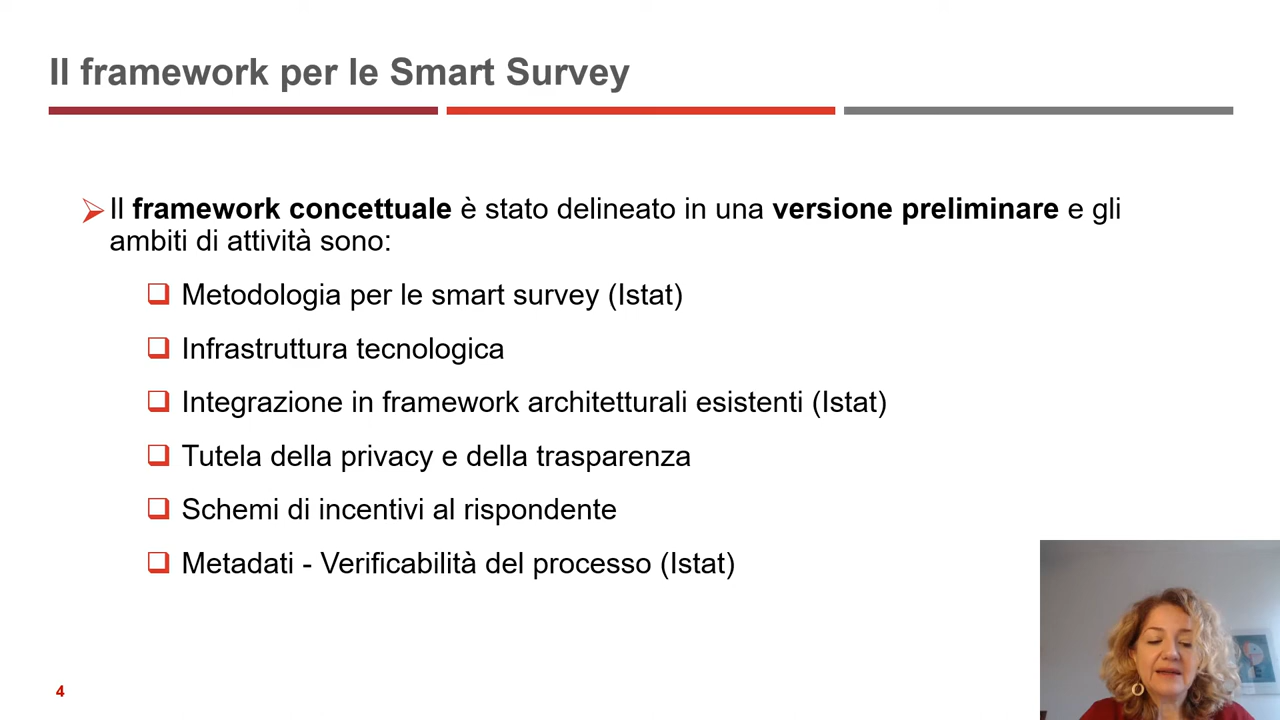 Il framework per le Smart Survey
Il framework concettuale è stato delineato in una versione preliminare e gli
ambiti di attività sono:
Metodologia per le smart survey (Istat)
Infrastruttura tecnologica
Integrazione in framework architetturali esistenti (Istat)
Tutela della privacy e della trasparenza
Schemi di incentivi al rispondente
Metadati - Verificabilità del processo (Istat)
4